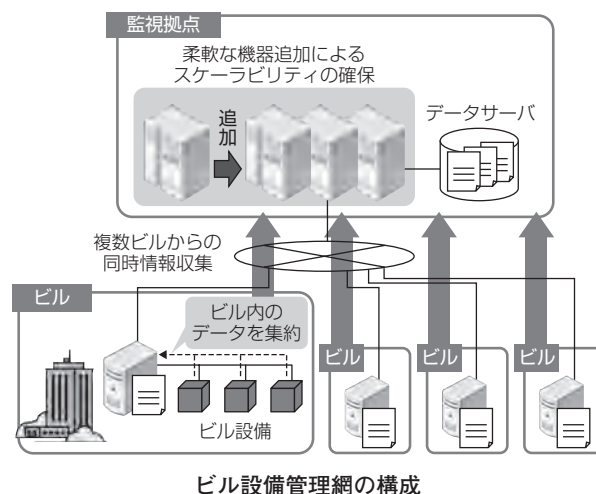 監視拠点
柔軟な機器追加による
スケーラビリティの確保
追加
データサーバ
複数ビルからの
同時情報収集
ビル
ビル内の
データを集約
ビル設備
ビル
ビル
ビル
ビル設備管理網の構成